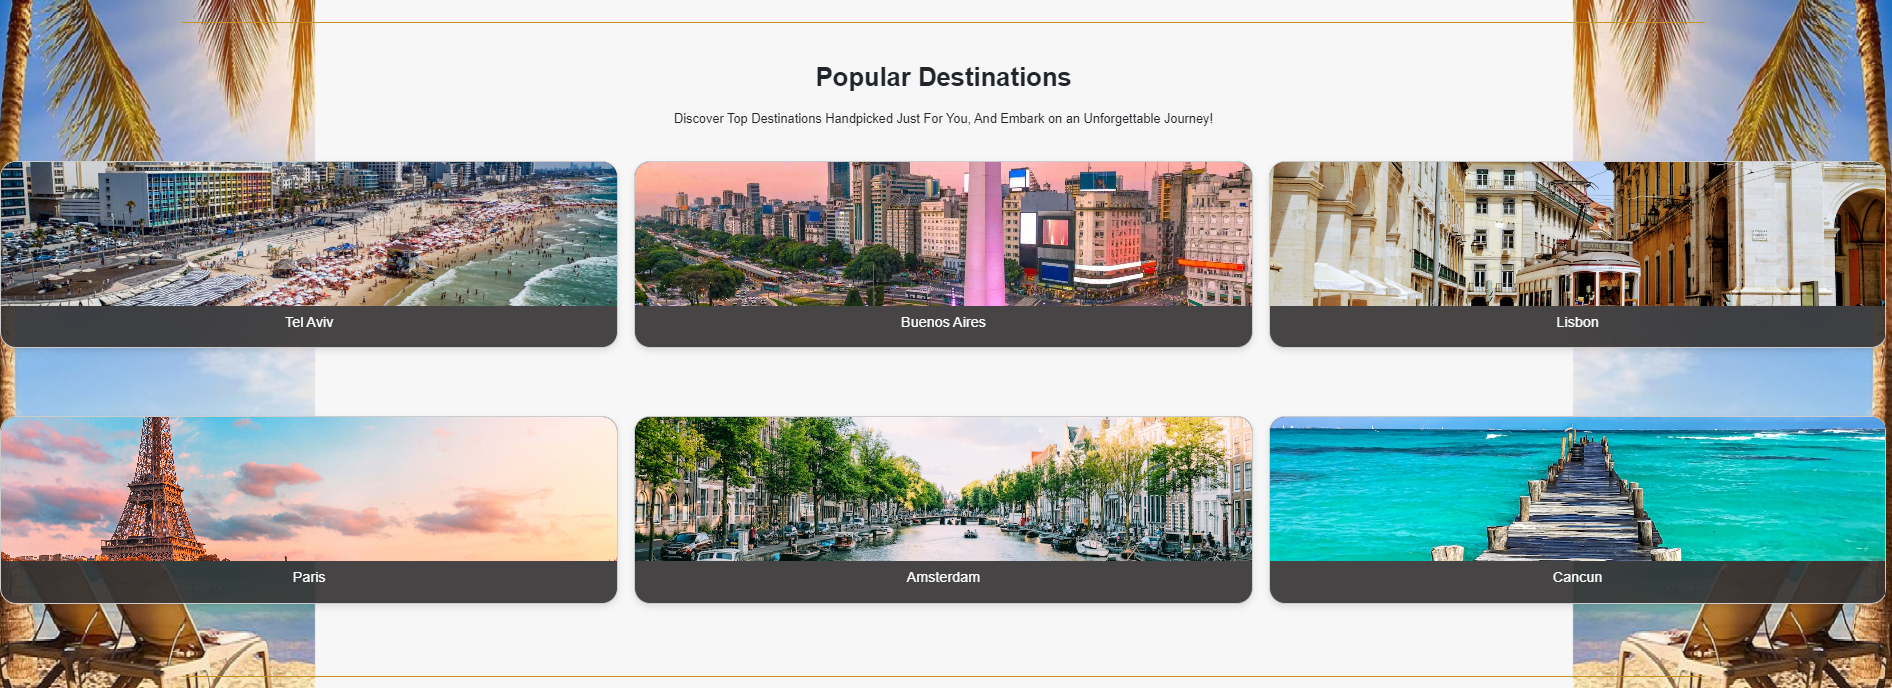 Popular Destinations
Discover Top Destinations Handpicked Just For You, And Embark on an Unforgettable Journey!
Tel Aviv
Buenos Aires
Lisbon
Paris
Amsterdam
Cancun